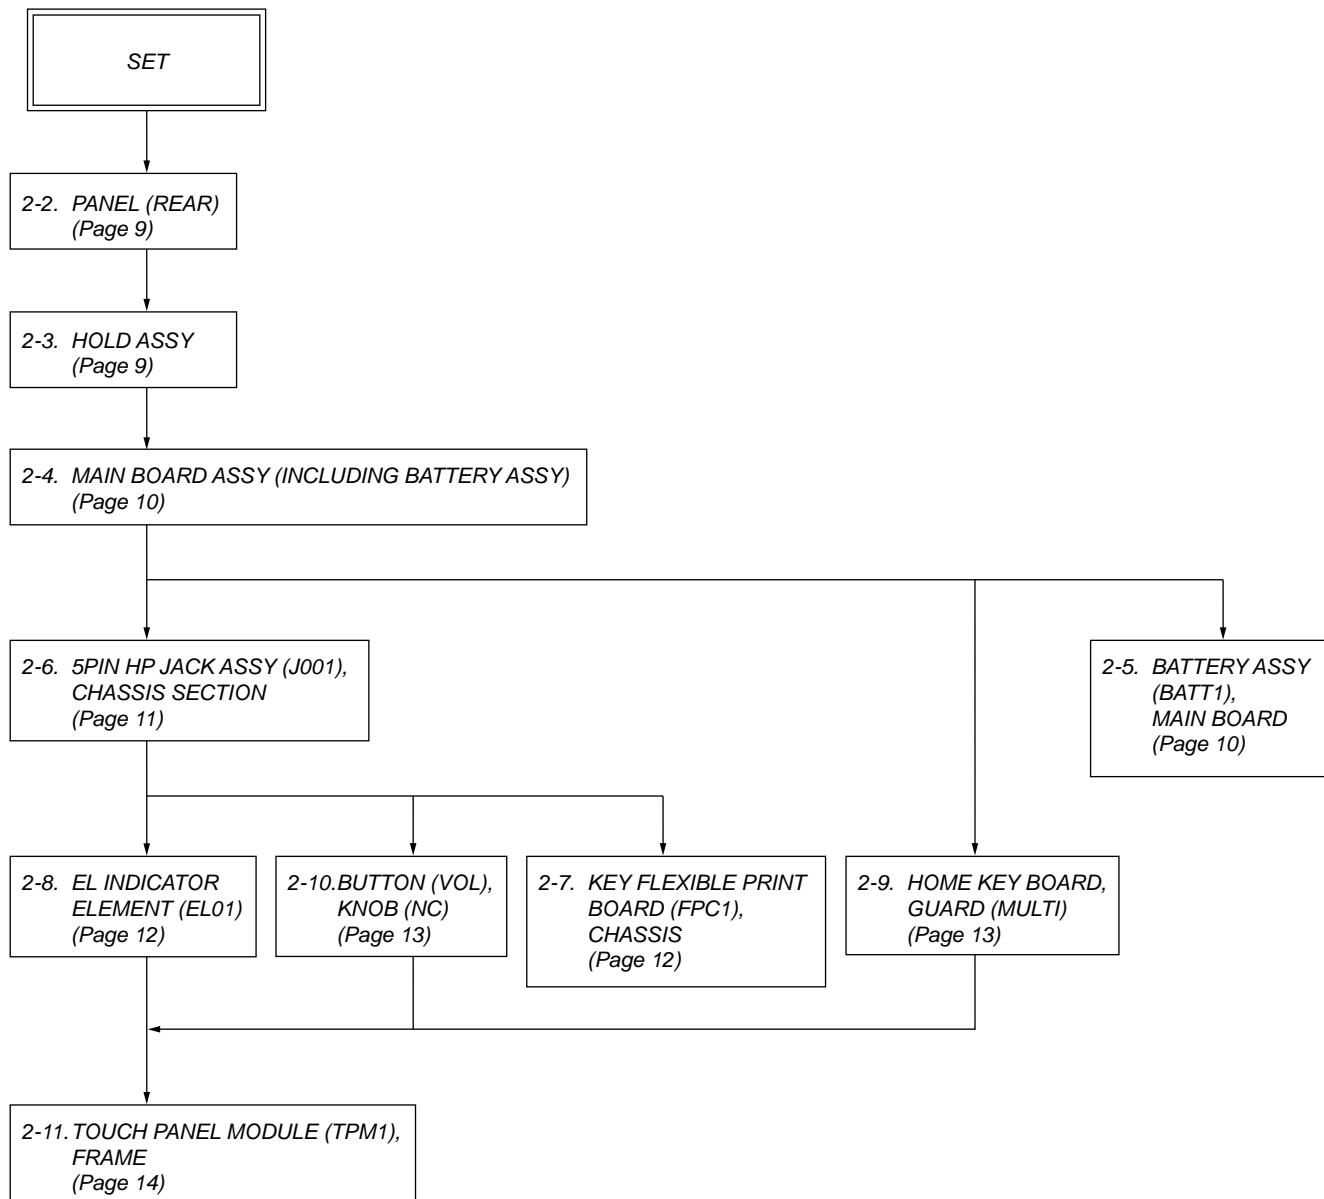 SET
2-2. PANEL (REAR)
(Page 9)
2-3. HOLD ASSY
(Page 9)
2-4. MAIN BOARD ASSY (INCLUDING BATTERY ASSY)
(Page 10)
2-6. 5PIN HP JACK ASSY (J001),
CHASSIS SECTION
(Page 11)
2-5. BATTERY ASSY
(BATT1),
MAIN BOARD
(Page 10)
2-8. EL INDICATOR
ELEMENT (EL01)
(Page 12)
2-10. BUTTON (VOL),
KNOB (NC)
(Page 13)
2-7. KEY FLEXIBLE PRINT
BOARD (FPC1),
CHASSIS
(Page 12)
2-9. HOME KEY BOARD,
GUARD (MULTI)
(Page 13)
2-11. TOUCH PANEL MODULE (TPM1),
FRAME
(Page 14)